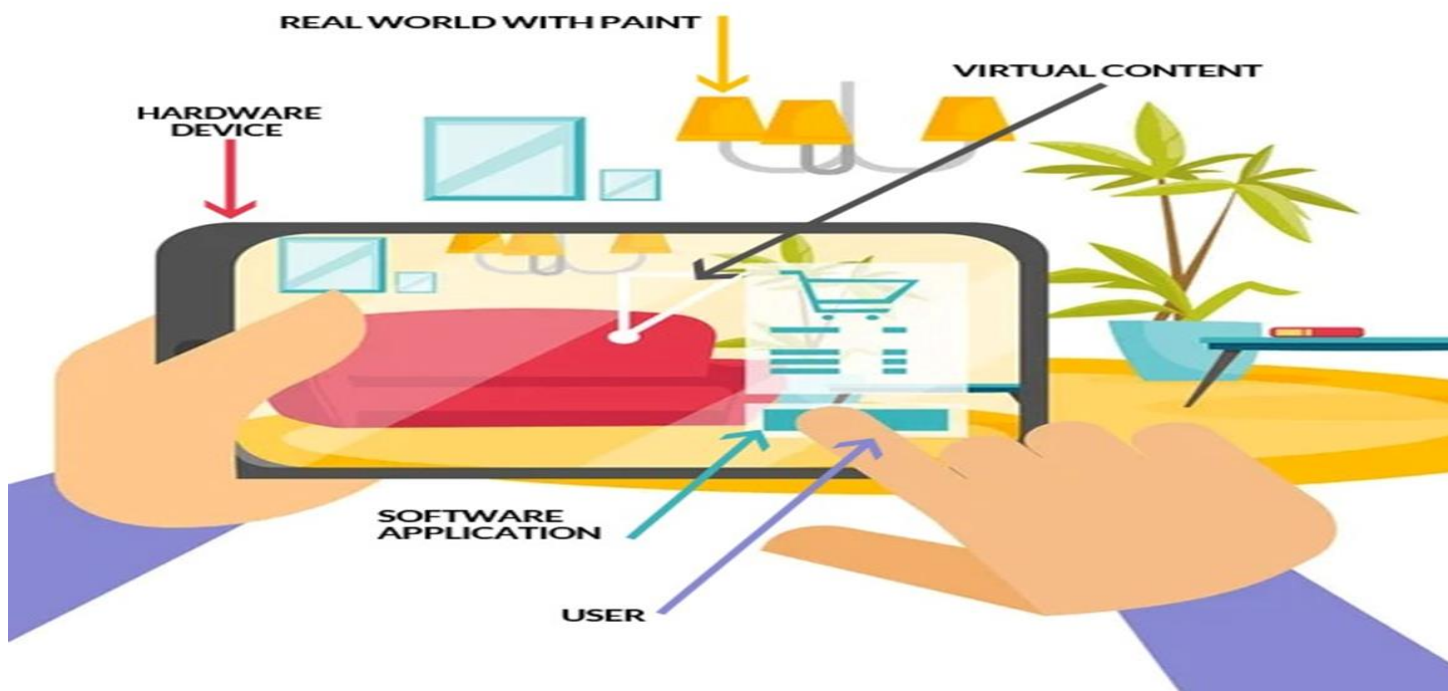 REAL WORLD WITH PAINT
VIRTUAL CONTENT
HARDWARE
DEVICE
SOFTWARE
APPLICATION
USER